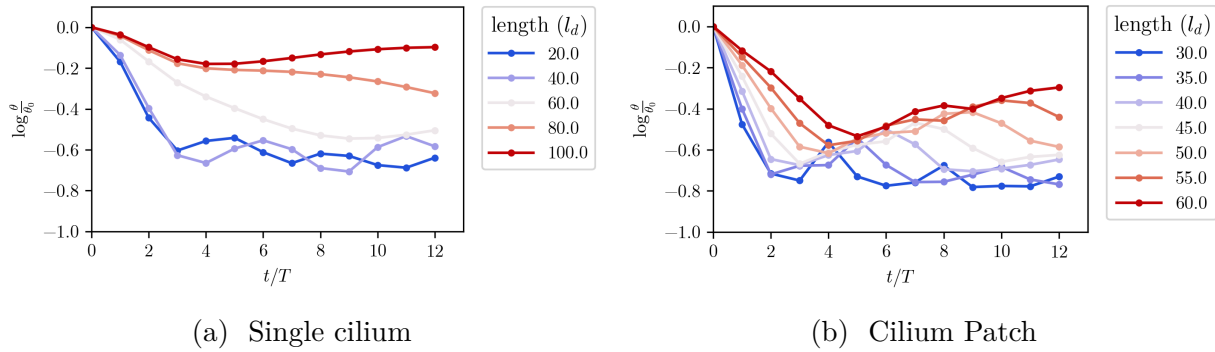 0.0
−0.2
−0.4
−0.6
−0.8
−1.0
log θ/θ₀
0 2 4 6 8 10 12
t/T
length (l_d)
20.0
40.0
60.0
80.0
100.0
(a) Single cilium
0.0
−0.2
−0.4
−0.6
−0.8
−1.0
log θ/θ₀
0 2 4 6 8 10 12
t/T
length (l_d)
30.0
35.0
40.0
45.0
50.0
55.0
60.0
(b) Cilium Patch